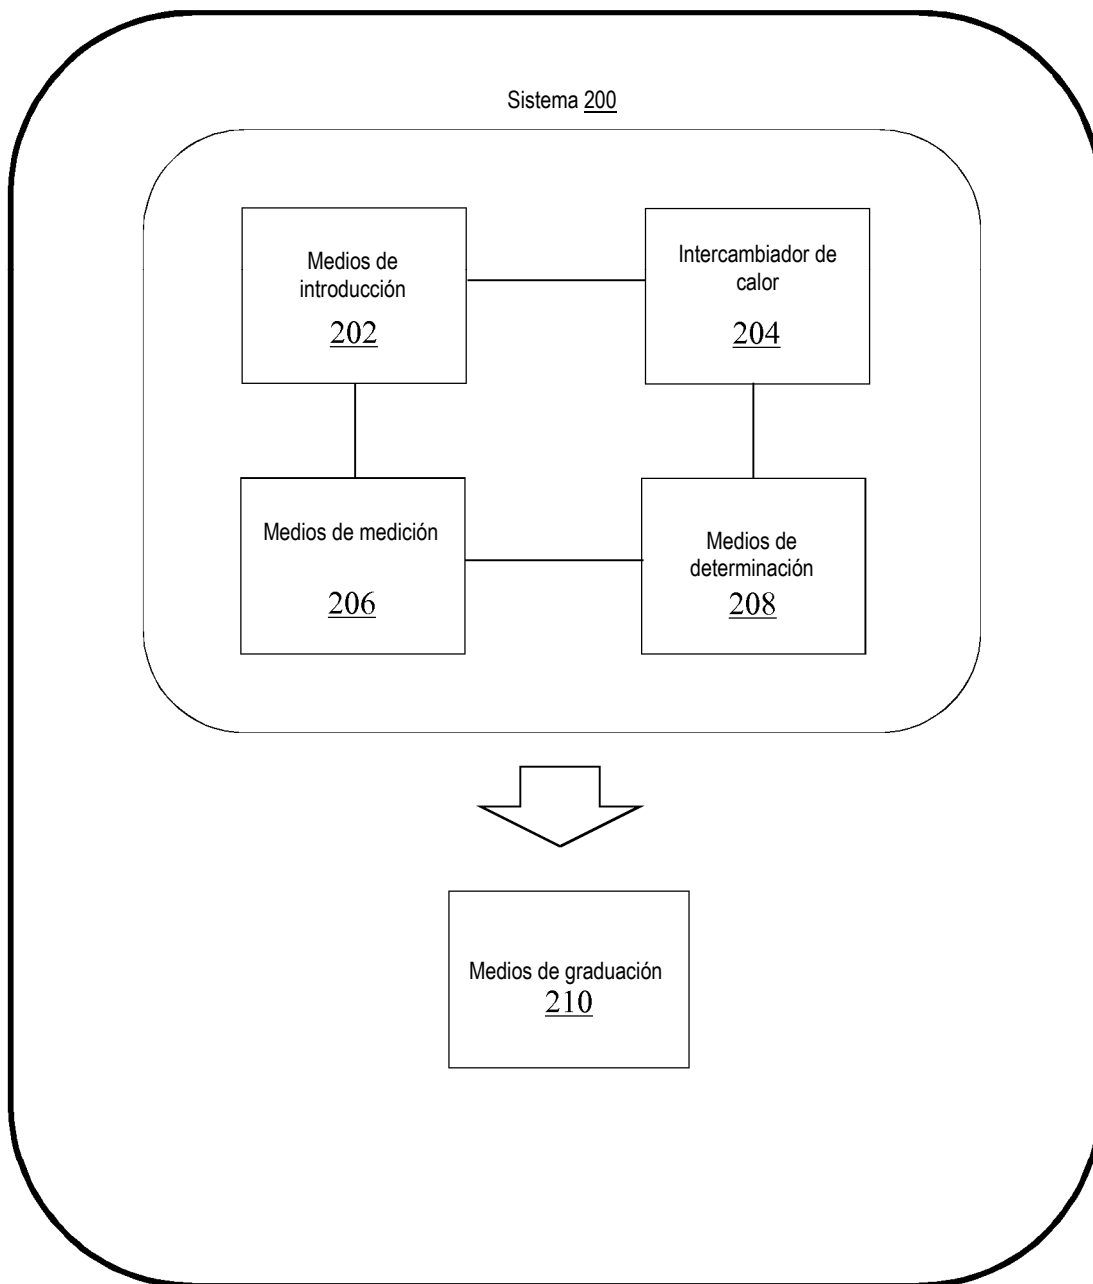 Sistema 200
Medios de
introducción
202
Intercambiador de
calor
204
Medios de medición
206
Medios de
determinación
208
Medios de graduación
210